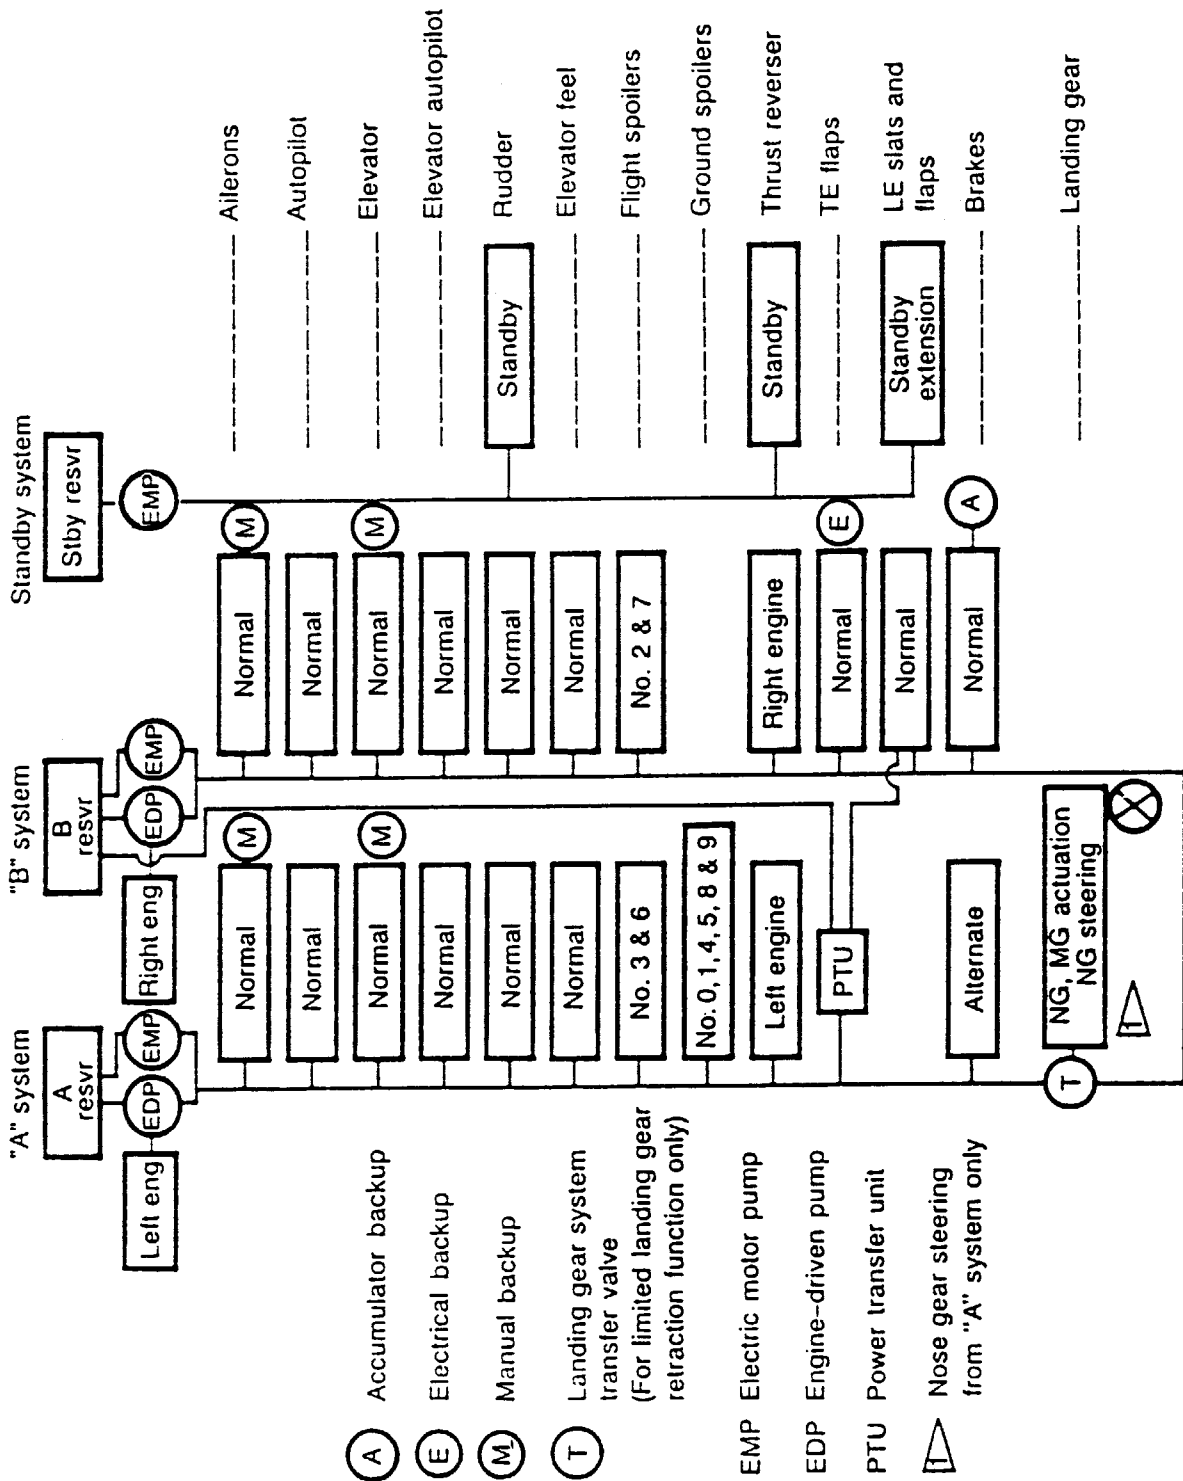 "A" system
"B" system
Standby system
A
resvr
B
resvr
Stby resvr
Left eng
EDP
EMP
Right eng
EDP
EMP
EMP
Normal
M
Normal
M
Ailerons
Normal
Normal
Autopilot
Normal
M
Normal
M
Elevator
Normal
Normal
Elevator autopilot
Normal
Normal
Standby
Rudder
Normal
Normal
Elevator feel
No. 3 & 6
No. 2 & 7
Flight spoilers
No. 0, 1, 4, 5, 8 & 9
Ground spoilers
Left engine
Right engine
Standby
Thrust reverser
PTU
Normal
E
TE flaps
Normal
Standby
extension
LE slats and
flaps
Alternate
Normal
A
Brakes
T
NG, MG actuation
NG steering
1
Landing gear
A Accumulator backup
E Electrical backup
M Manual backup
T Landing gear system
transfer valve
(For limited landing gear
retraction function only)
EMP Electric motor pump
EDP Engine-driven pump
PTU Power transfer unit
1 Nose gear steering
from "A" system only